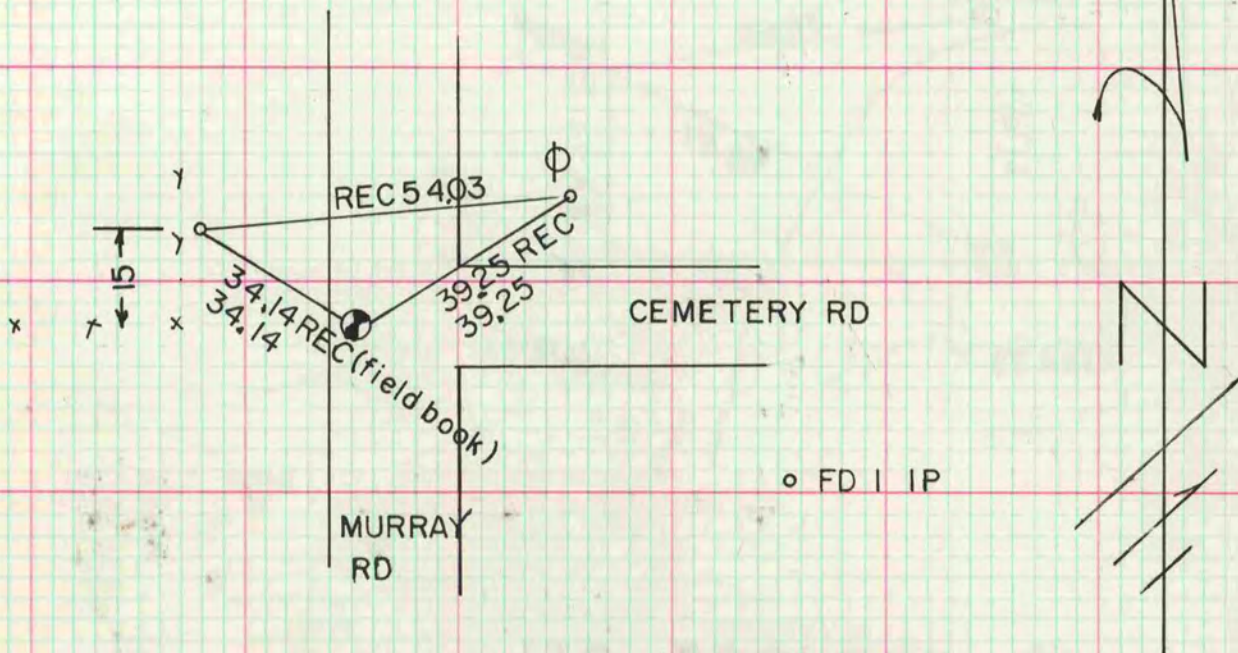 REC 54.03
15
34.14 REC (field book)
34.14
39.25 REC
39.25
CEMETERY RD
FD 1 IP
MURRAY
RD
N